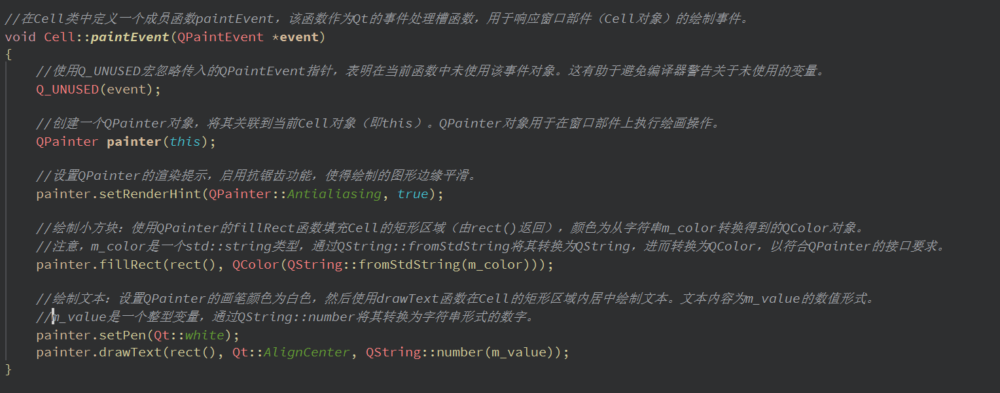 //在Cell类中定义一个成员函数paintEvent，该函数作为Qt的事件处理槽函数，用于响应窗口部件（Cell对象）的绘制事件。
void Cell::paintEvent(QPaintEvent *event)
{
    //使用Q_UNUSED宏忽略传入的QPaintEvent指针，表明在当前函数中未使用该事件对象。这有助于避免编译器警告关于未使用的变量。
    Q_UNUSED(event);
    //创建一个QPainter对象，将其关联到当前Cell对象（即this）。QPainter对象用于在窗口部件上执行绘画操作。
    QPainter painter(this);
    //设置QPainter的渲染提示，启用抗锯齿功能，使得绘制的图形边缘平滑。
    painter.setRenderHint(QPainter::Antialiasing, true);
    //绘制小方块：使用QPainter的fillRect函数填充Cell的矩形区域（由rect()返回），颜色为从字符串m_color转换得到的QColor对象。
    //注意，m_color是一个std::string类型，通过QString::fromStdString将其转换为QString，进而转换为QColor，以符合QPainter的接口要求。
    painter.fillRect(rect(), QColor(QString::fromStdString(m_color)));
    //绘制文本：设置QPainter的画笔颜色为白色，然后使用drawText函数在Cell的矩形区域内居中绘制文本。文本内容为m_value的数值形式。
    //m_value是一个整型变量，通过QString::number将其转换为字符串形式的数字。
    painter.setPen(Qt::white);
    painter.drawText(rect(), Qt::AlignCenter, QString::number(m_value));
}